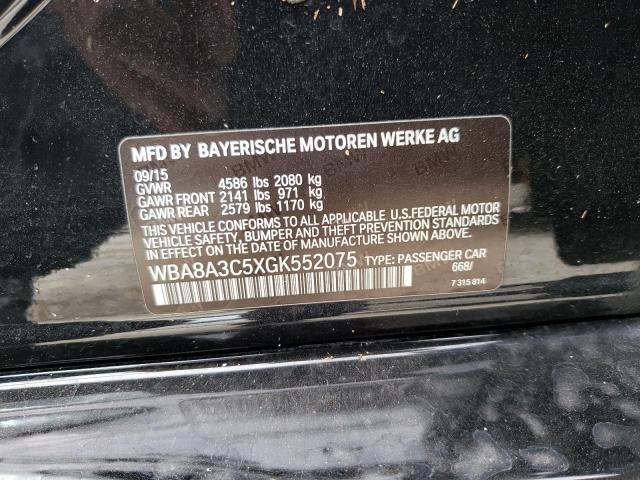 MFD BY BAYERISCHE MOTOREN WERKE AG
09/15
GVWR 4586 lbs 2080 kg
GAWR FRONT 2141 lbs 971 kg
GAWR REAR 2579 lbs 1170 kg
THIS VEHICLE CONFORMS TO ALL APPLICABLE U.S.FEDERAL MOTOR
VEHICLE SAFETY, BUMPER AND THEFT PREVENTION STANDARDS
IN EFFECT ON THE DATE OF MANUFACTURE SHOWN ABOVE.
WBA8A3C5XGK552075 TYPE: PASSENGER CAR
668/
7 315 814